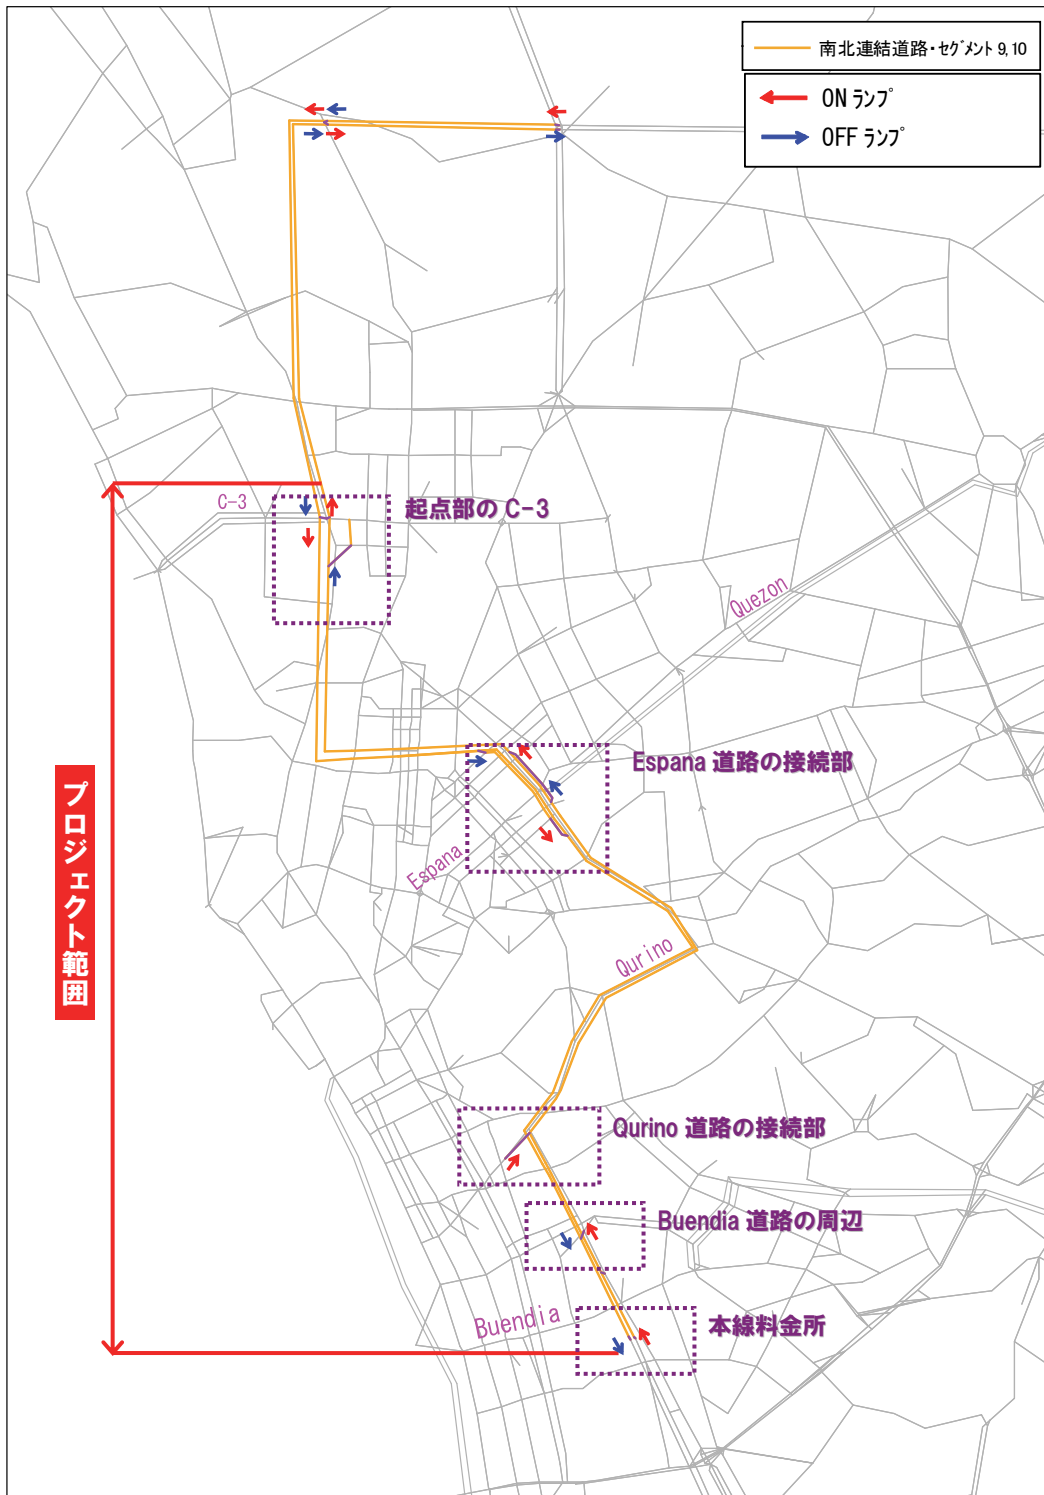 南北連結道路・セグメント 9,10
ON ランプ
OFF ランプ
C-3
起点部の C-3
Quezon
Espana 道路の接続部
Espana
プロジェクト範囲
Qurino
Qurino 道路の接続部
Buendia 道路の周辺
Buendia
本線料金所